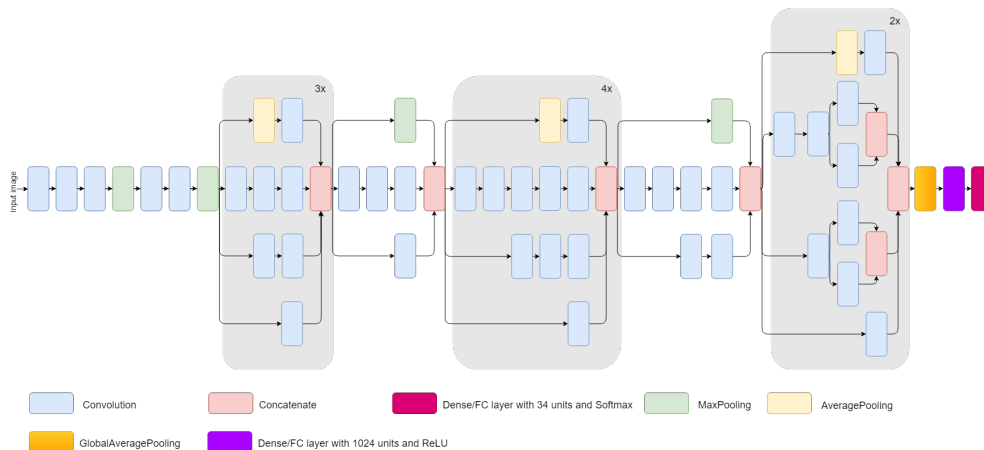 3x
4x
2x
Input image
Convolution
Concatenate
Dense/FC layer with 34 units and Softmax
MaxPooling
AveragePooling
GlobalAveragePooling
Dense/FC layer with 1024 units and ReLU